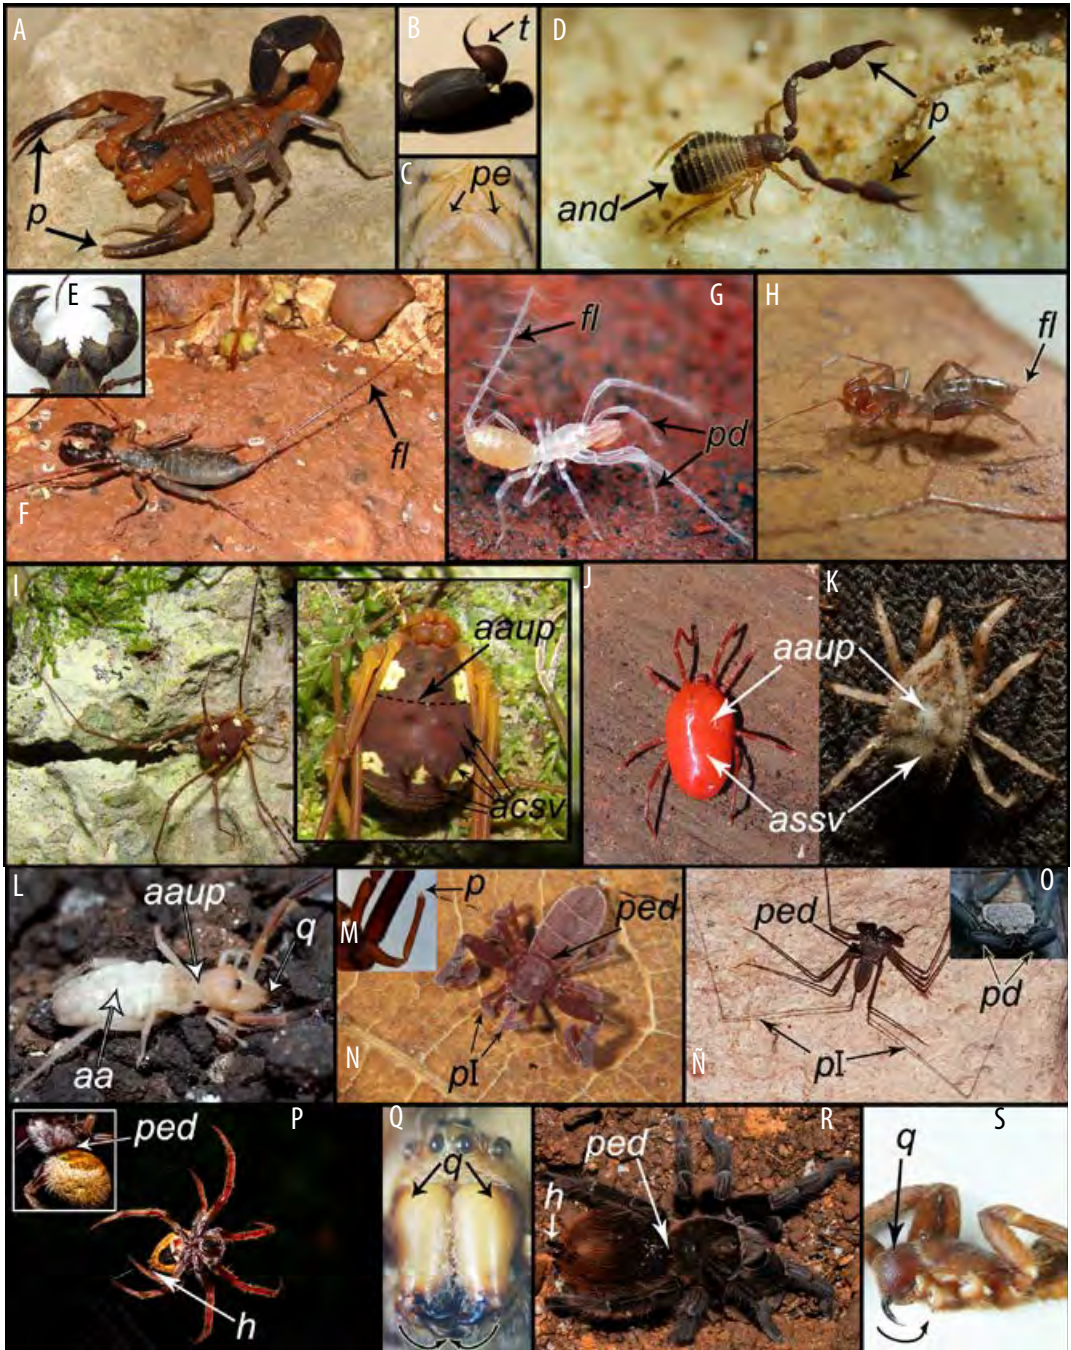 A
B
t
D
p
p
C
pe
p
and
E
fl
F
fl
G
pd
H
fl
I
aaup
acsv
J
aaup
assv
K
L
aaup
q
aa
M
p
N
ped
pI
O
ped
pd
Ñ
pI
ped
P
h
Q
q
R
ped
h
S
q